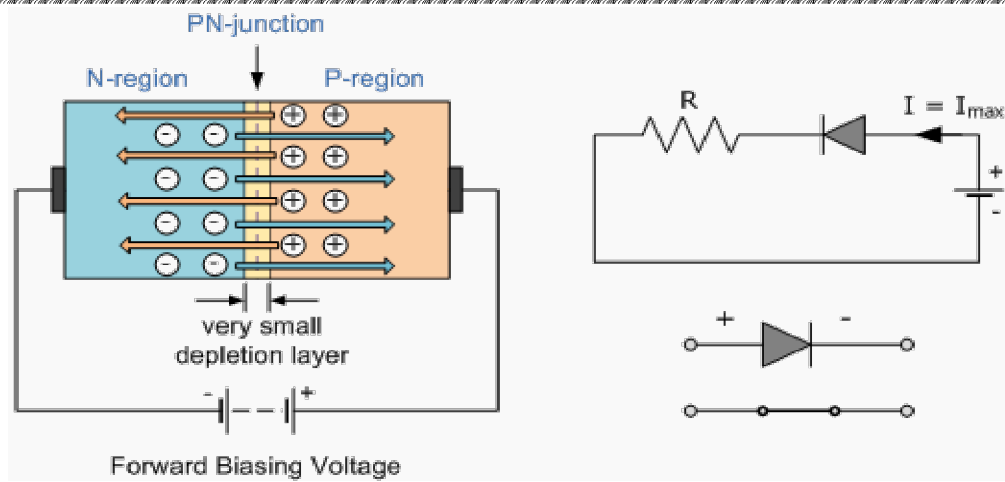 PN-junction
N-region
P-region
+ +
- -
+ +
- -
+ +
- -
+ +
- -
very small
depletion layer
- +
Forward Biasing Voltage
R
I = Imax
+
-
+ -